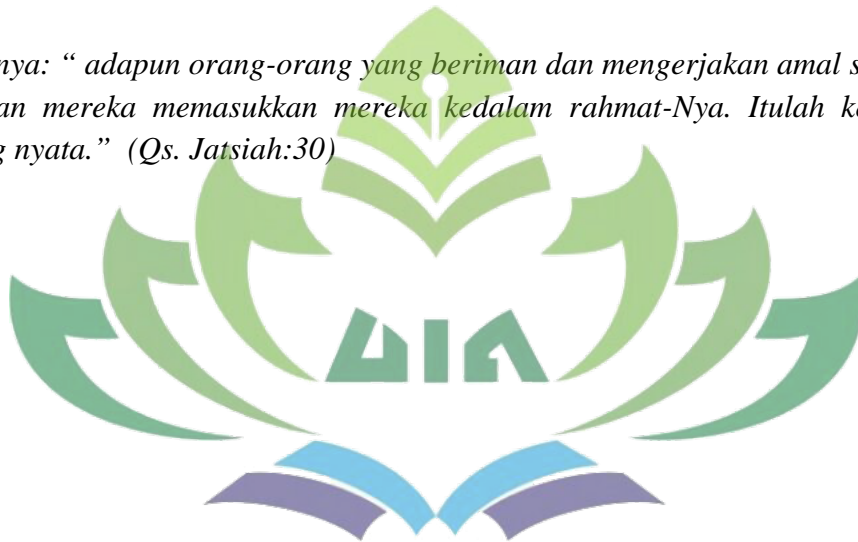 nya: “ adapun orang-orang yang beriman dan mengerjakan amal s
an mereka memasukkan mereka kedalam rahmat-Nya. Itulah k
g nyata.” (Qs. Jatsiah:30)
UIN